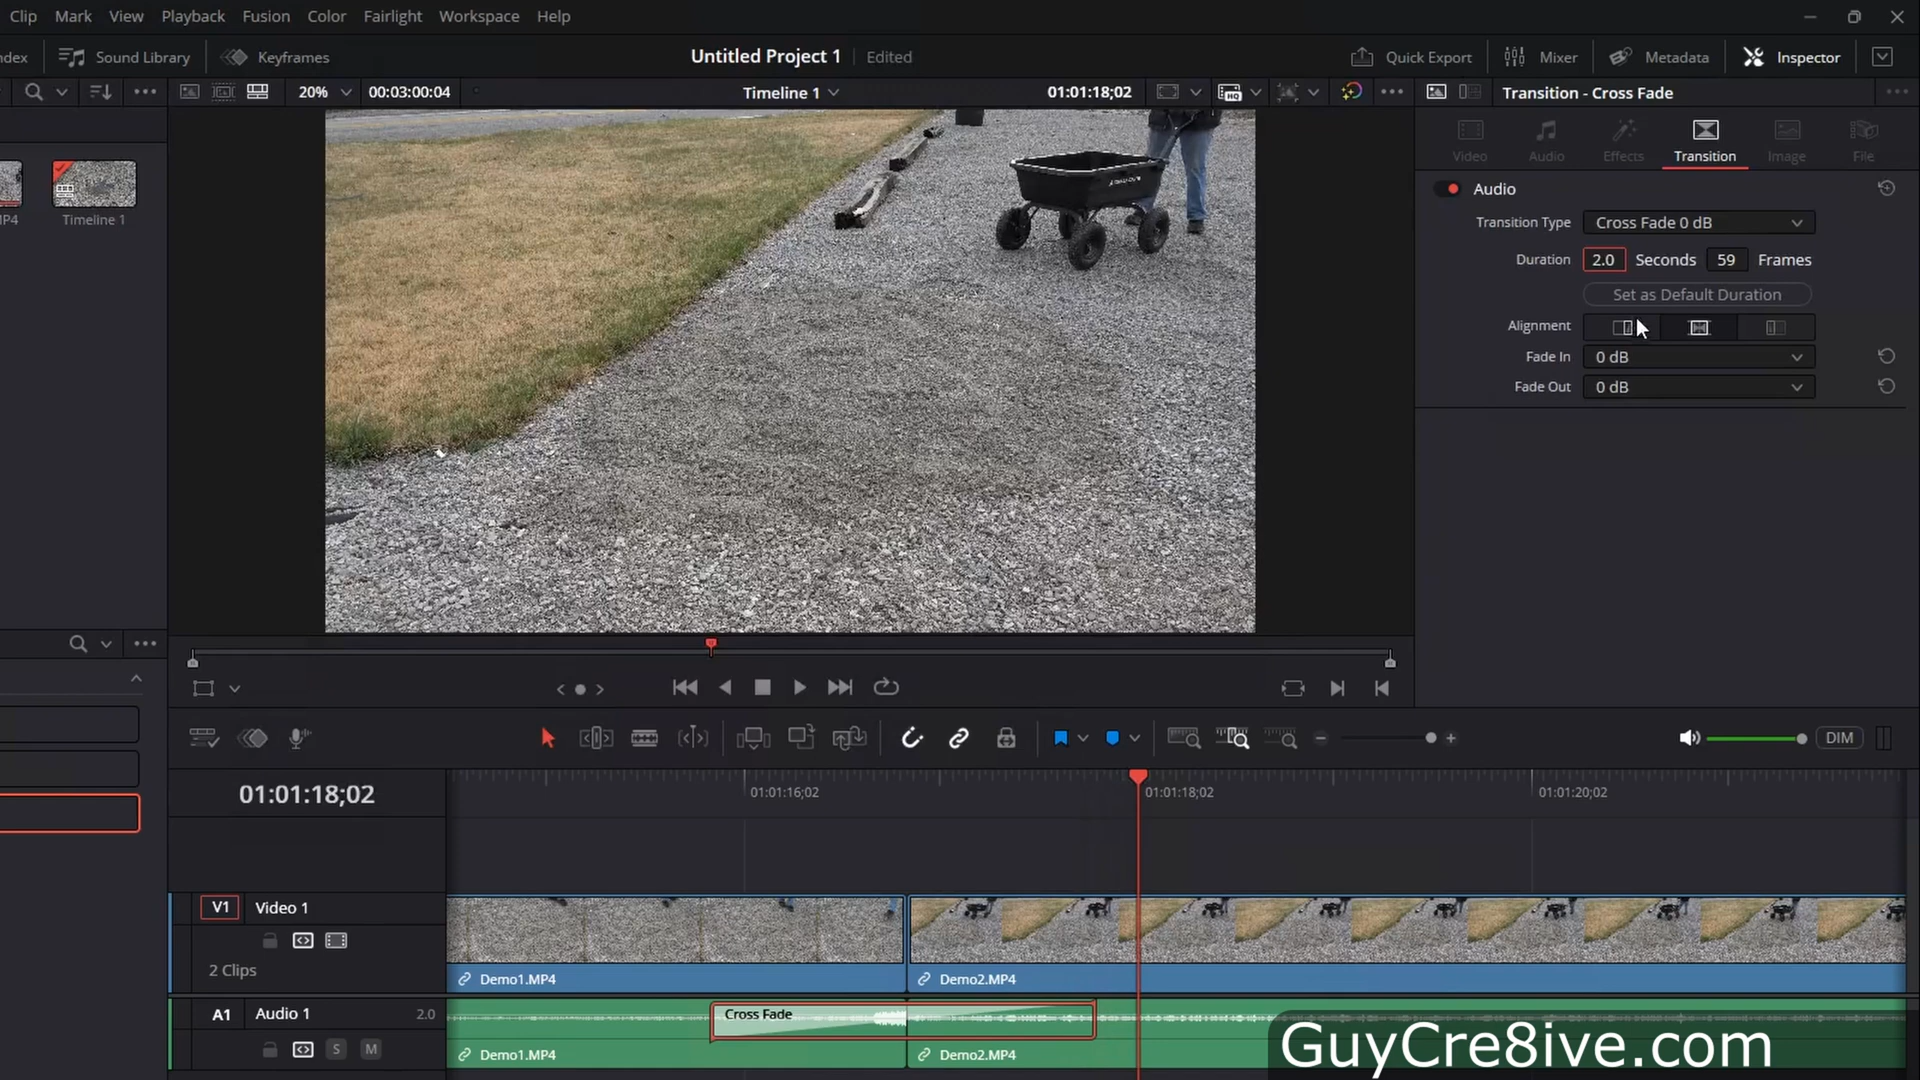 Clip Mark View Playback Fusion Color Fairlight Workspace Help
ndex Sound Library Keyframes Untitled Project 1 Edited Quick Export Mixer Metadata Inspector
20% 00:03:00:04 Timeline 1 01:01:18;02 Transition - Cross Fade
Video Audio Effects Transition Image File
Audio
Transition Type Cross Fade 0 dB
Duration 2.0 Seconds 59 Frames
Set as Default Duration
Alignment
Fade In 0 dB
Fade Out 0 dB
MP4 Timeline 1
DIM
01:01:18;02
01:01:16;02 01:01:18;02 01:01:20;02
V1 Video 1
2 Clips
Demo1.MP4 Demo2.MP4
A1 Audio 1 2.0
Cross Fade
S M
Demo1.MP4 Demo2.MP4
GuyCre8ive.com